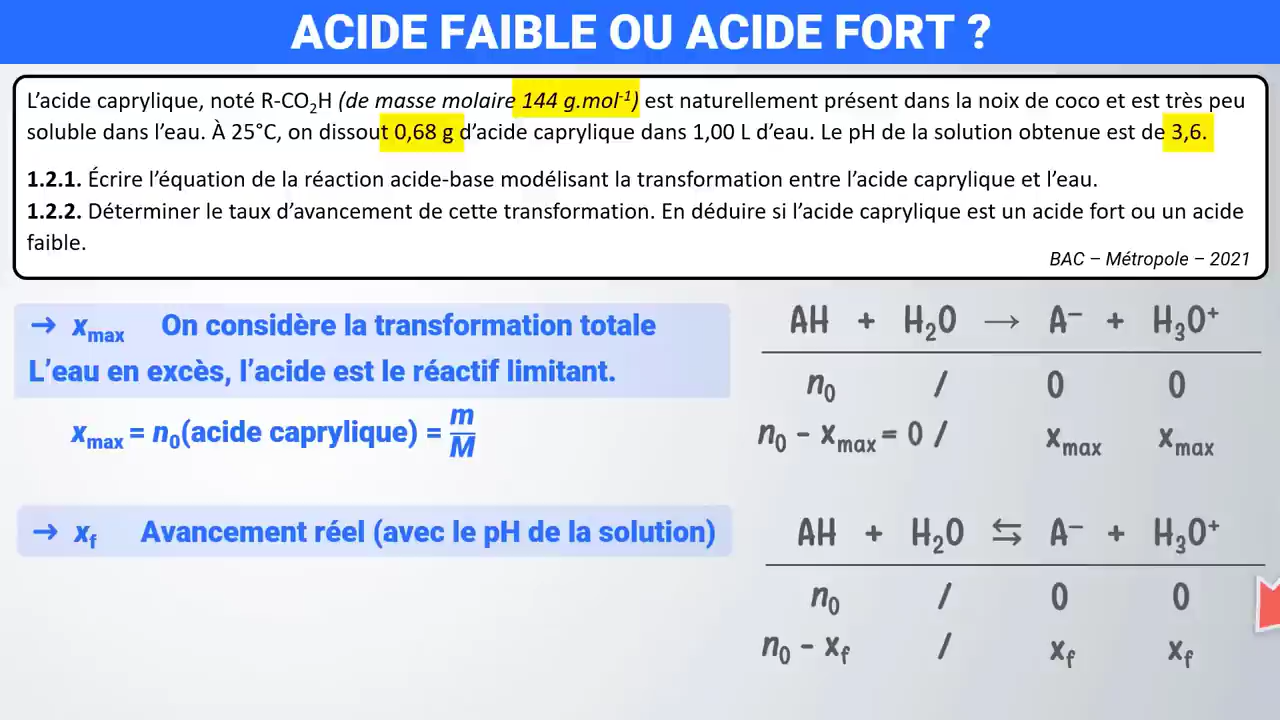 ACIDE FAIBLE OU ACIDE FORT ?
L’acide caprylique, noté R-CO₂H (de masse molaire 144 g.mol⁻¹) est naturellement présent dans la noix de coco et est très peu
soluble dans l’eau. À 25°C, on dissout 0,68 g d’acide caprylique dans 1,00 L d’eau. Le pH de la solution obtenue est de 3,6.
1.2.1. Écrire l’équation de la réaction acide-base modélisant la transformation entre l’acide caprylique et l’eau.
1.2.2. Déterminer le taux d’avancement de cette transformation. En déduire si l’acide caprylique est un acide fort ou un acide
faible.
BAC – Métropole – 2021
→ xmax On considère la transformation totale
L’eau en excès, l’acide est le réactif limitant.
xmax = n₀(acide caprylique) = m/M
AH + H₂O → A⁻ + H₃O⁺
n₀ / 0 0
n₀ - xmax = 0 / xmax xmax
→ xf Avancement réel (avec le pH de la solution)
AH + H₂O ⇆ A⁻ + H₃O⁺
n₀ / 0 0
n₀ - xf / xf xf